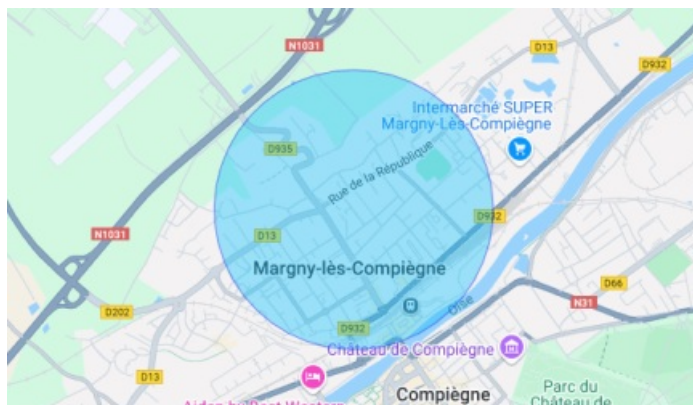 N1031
D13
D932
Intermarché SUPER
Margny-Lès-Compiègne
D935
Rue de la République
D932
N1031
D13
Margny-lès-Compiègne
D66
Oise
N31
D202
D932
Château de Compiègne
D13
Compiègne
Parc du
Château de